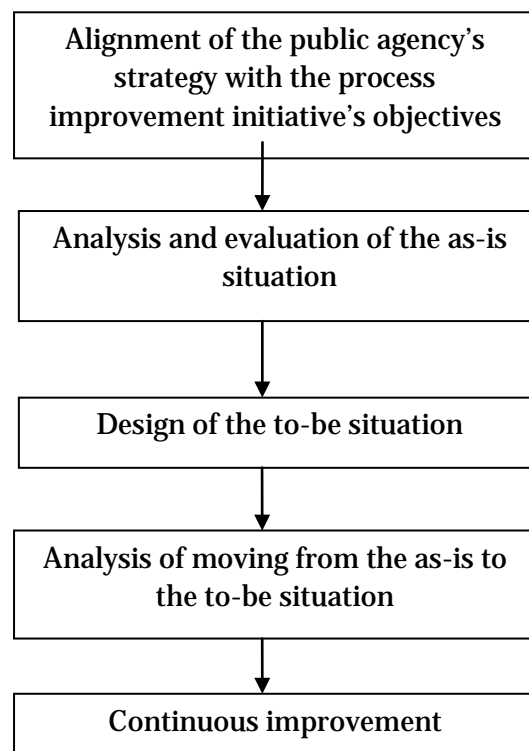 Alignment of the public agency’s
strategy with the process
improvement initiative’s objectives
Analysis and evaluation of the as-is
situation
Design of the to-be situation
Analysis of moving from the as-is to
the to-be situation
Continuous improvement